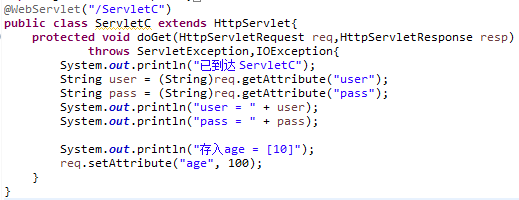 @WebServlet("/ServletC")
public class ServletC extends HttpServlet{
    protected void doGet(HttpServletRequest req,HttpServletResponse resp)
            throws ServletException,IOException{
        System.out.println("已到达 ServletC");
        String user = (String)req.getAttribute("user");
        String pass = (String)req.getAttribute("pass");
        System.out.println("user = " + user);
        System.out.println("pass = " + pass);

        System.out.println("存入age = [10]");
        req.setAttribute("age", 100);
    }
}